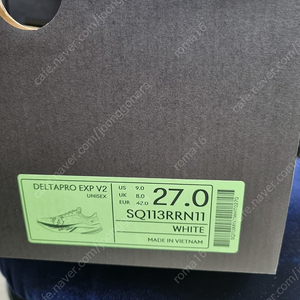 DELTAPRO EXP V2
UNISEX
US 9.0
UK 8.0
EUR 42.0
27.0
SQ113RRN11
WHITE
MADE IN VIETNAM